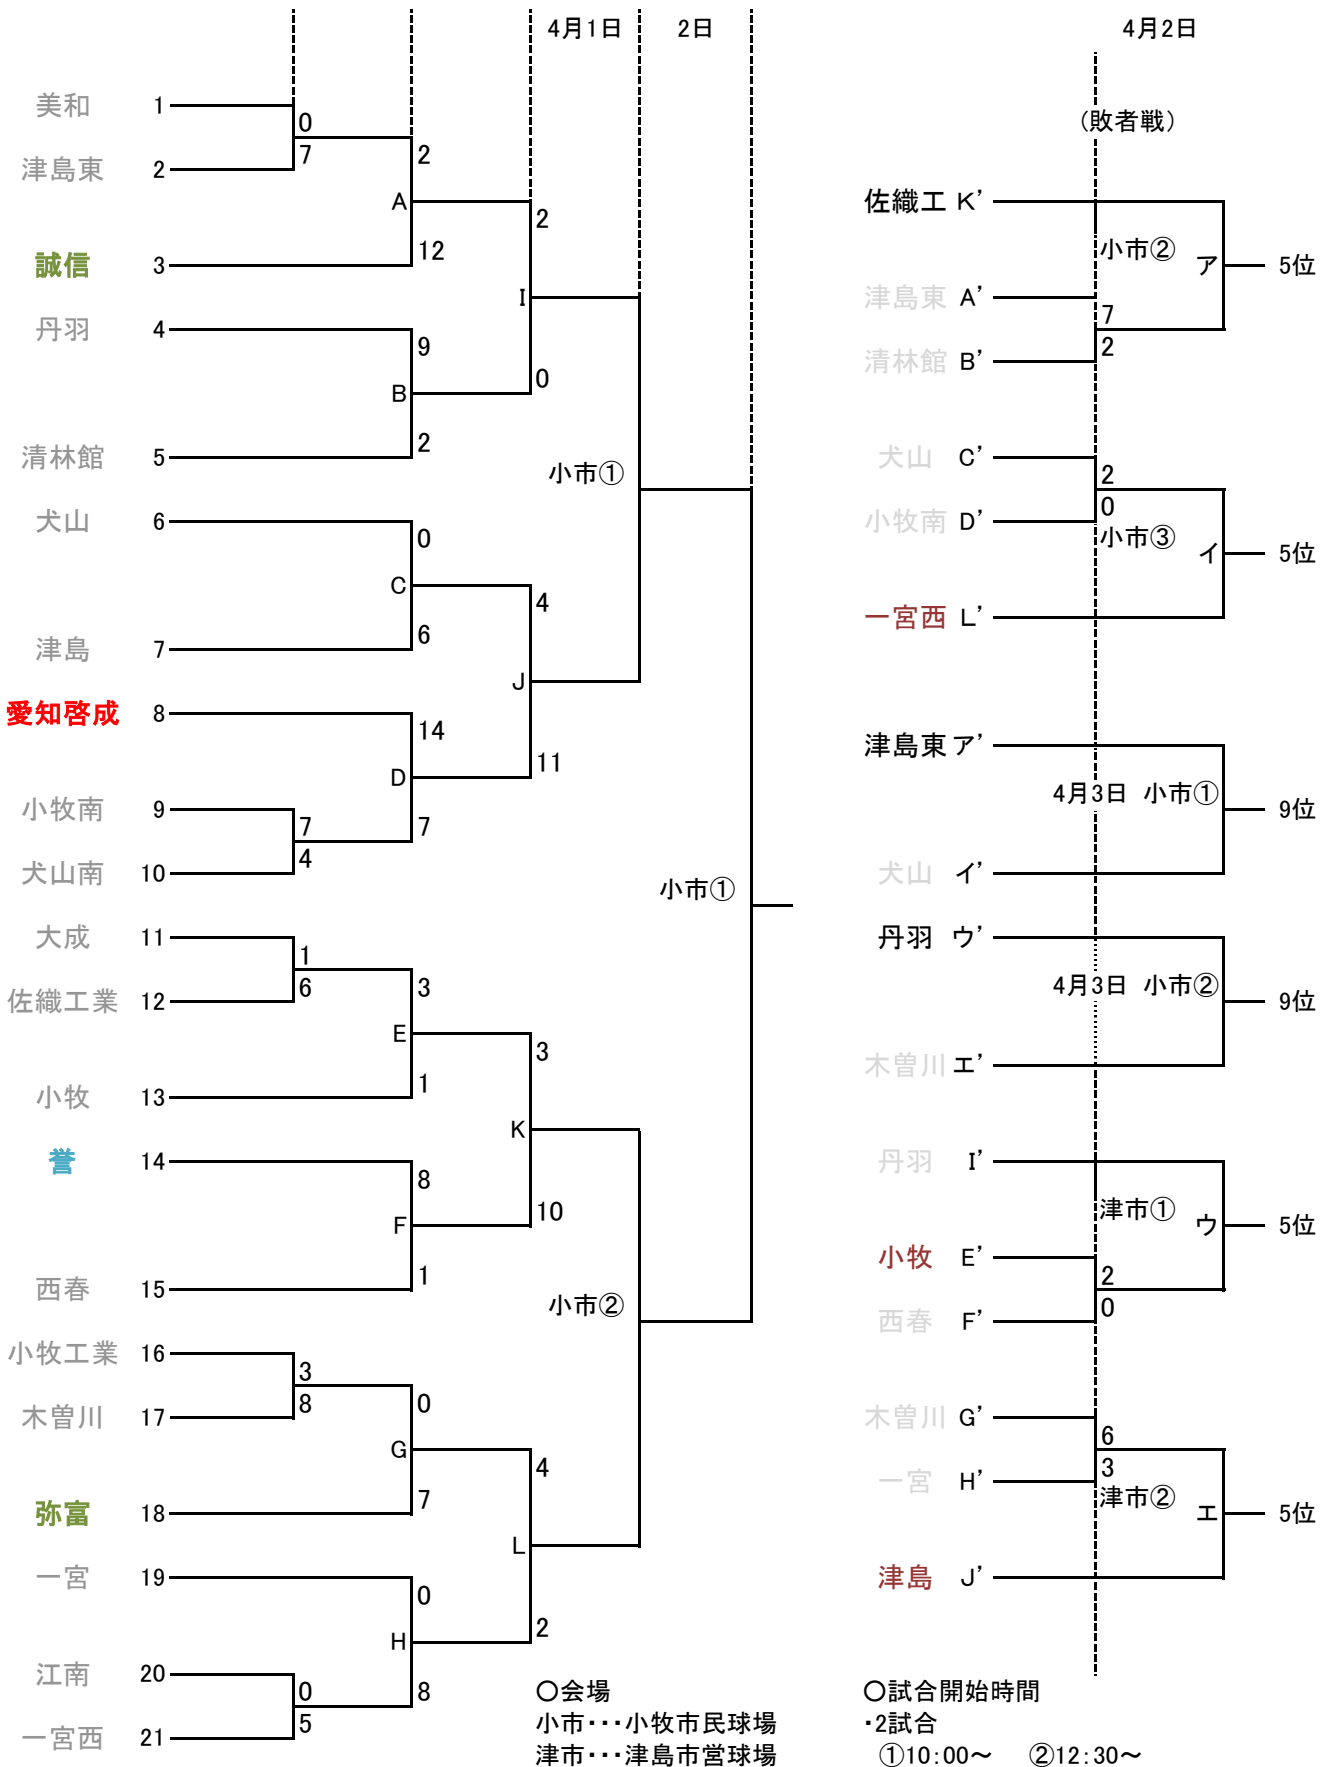 4月1日 2日 4月2日
(敗者戦)
美和 1
0
7
津島東 2
2
A
12
誠信 3
2
I
0
丹羽 4
9
B
2
清林館 5
小市①
犬山 6
0
C
6
津島 7
4
J
11
愛知啓成 8
14
D
7
小牧南 9
7
4
犬山南 10
小市①
大成 11
1
6
佐織工業 12
3
E
1
小牧 13
3
K
10
誉 14
8
F
1
西春 15
小市②
小牧工業 16
3
8
木曽川 17
0
G
7
弥富 18
4
L
2
一宮 19
0
H
8
江南 20
0
5
一宮西 21
佐織工 K’
小市② ア 5位
津島東 A’
7
2
清林館 B’
犬山 C’
2
0
小牧南 D’
小市③ イ 5位
一宮西 L’
津島東 ア’
4月3日 小市① 9位
犬山 イ’
丹羽 ウ’
4月3日 小市② 9位
木曽川 エ’
丹羽 I’
津市① ウ 5位
小牧 E’
2
0
西春 F’
木曽川 G’
6
3
一宮 H’
津市② エ 5位
津島 J’
○会場
小市・・・小牧市民球場
津市・・・津島市営球場
○試合開始時間
・2試合
①10:00～ ②12:30～